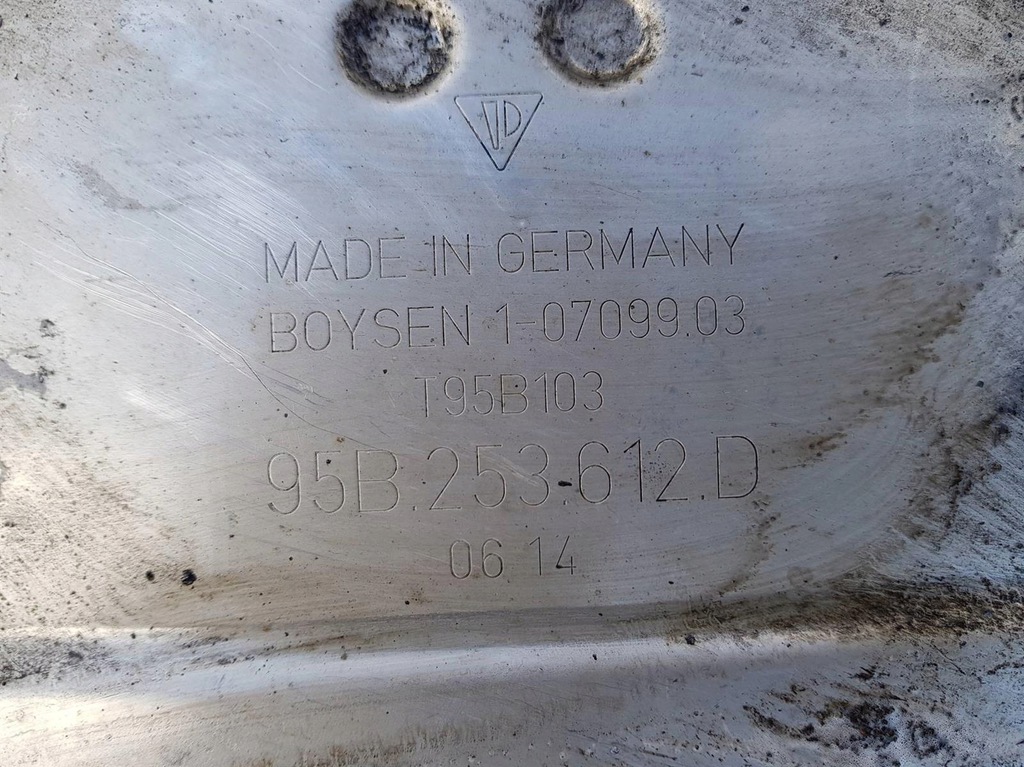 MADE IN GERMANY
BOYSEN 1-07099.03
T95B103
95B.253.612.D
06 14